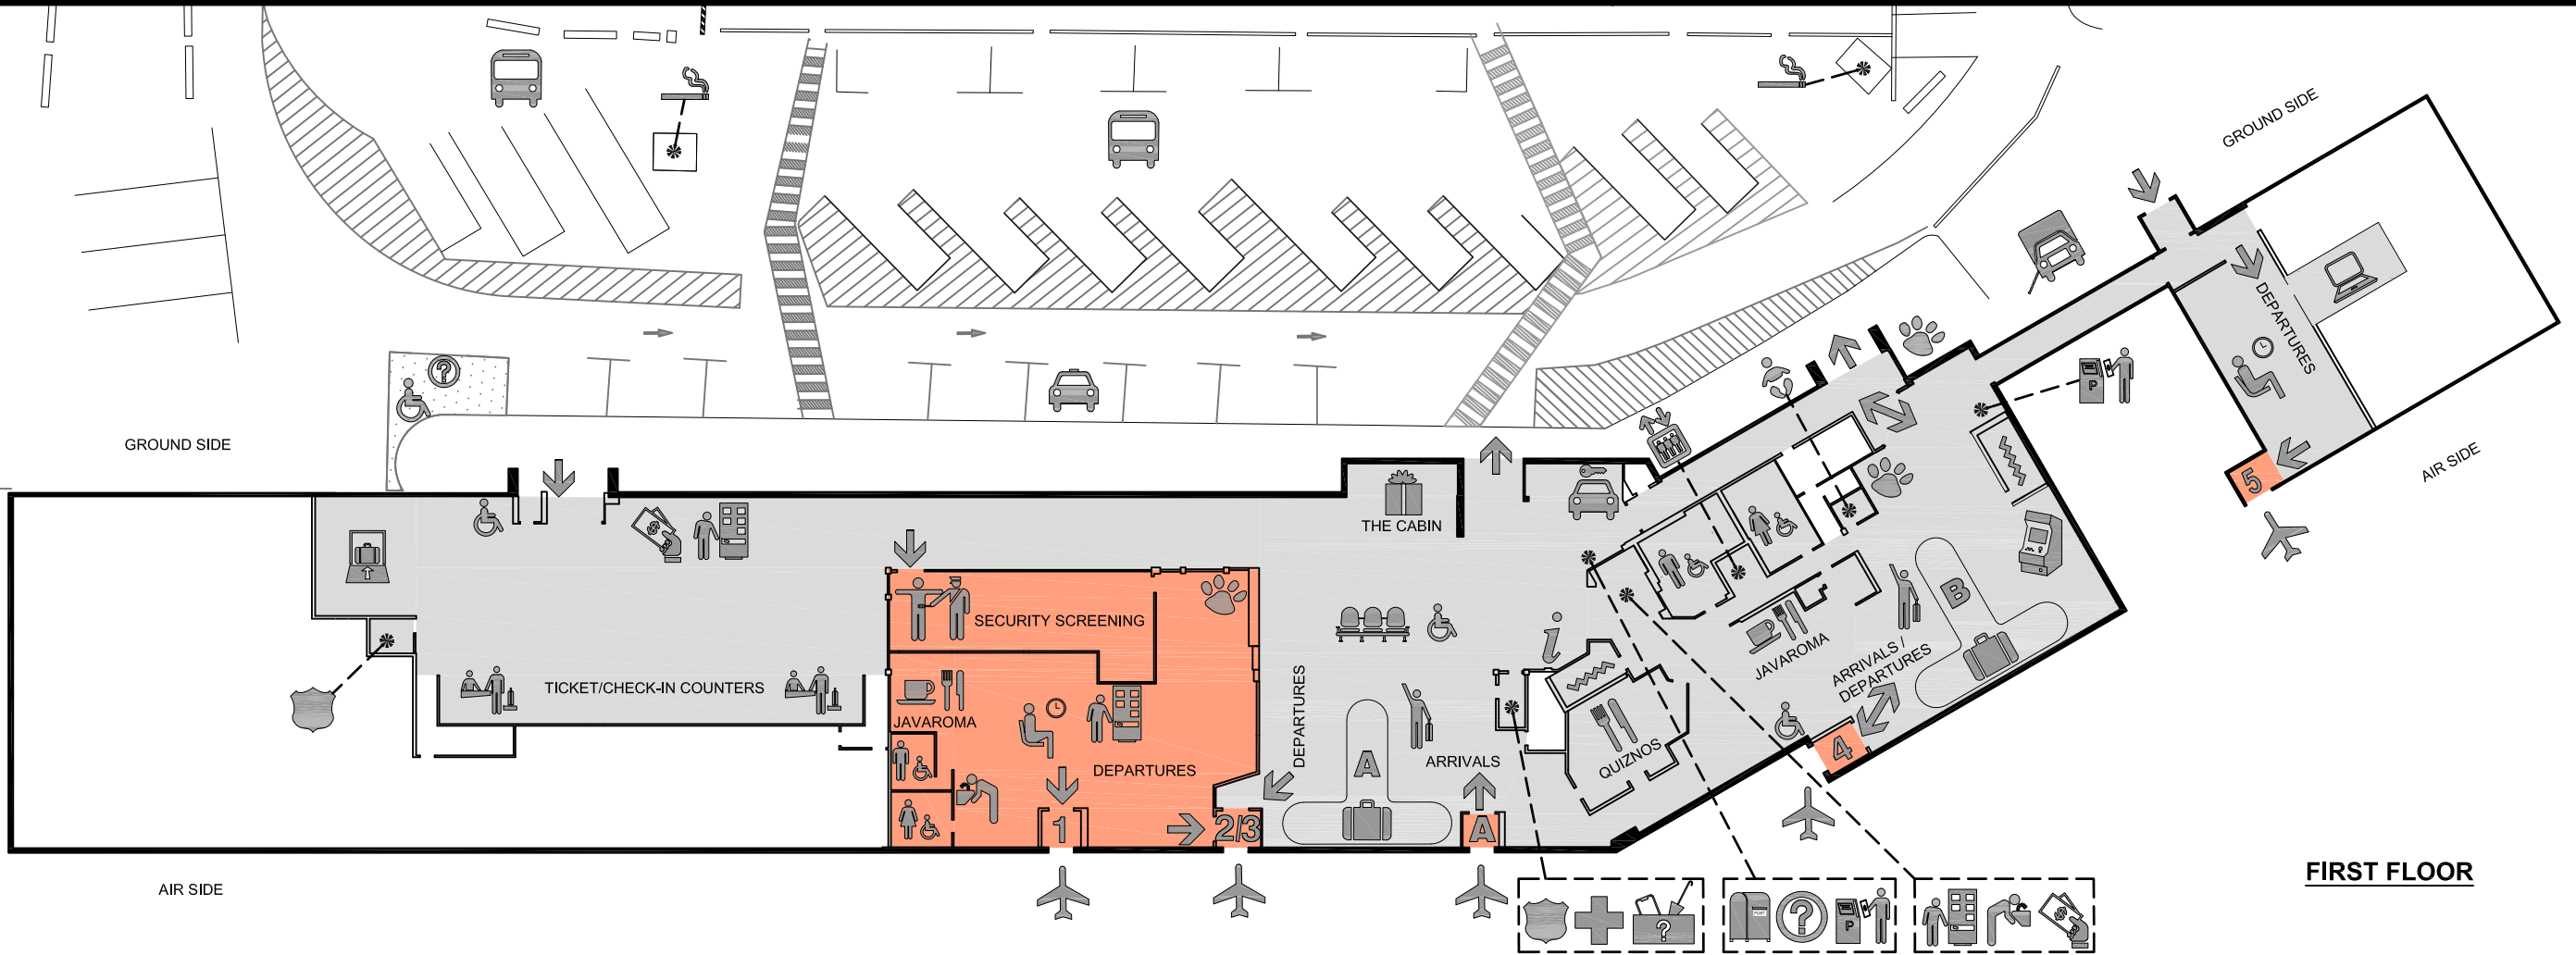 GROUND SIDE
DEPARTURES
P
?
GROUND SIDE
AIR SIDE
5
THE CABIN
$
SECURITY SCREENING
B
i
JAVAROMA
ARRIVALS /
DEPARTURES
TICKET/CHECK-IN COUNTERS
JAVAROMA
DEPARTURES
A
ARRIVALS
QUIZNOS
4
DEPARTURES
1
2/3
A
AIR SIDE
FIRST FLOOR
?
POST
?
P
$